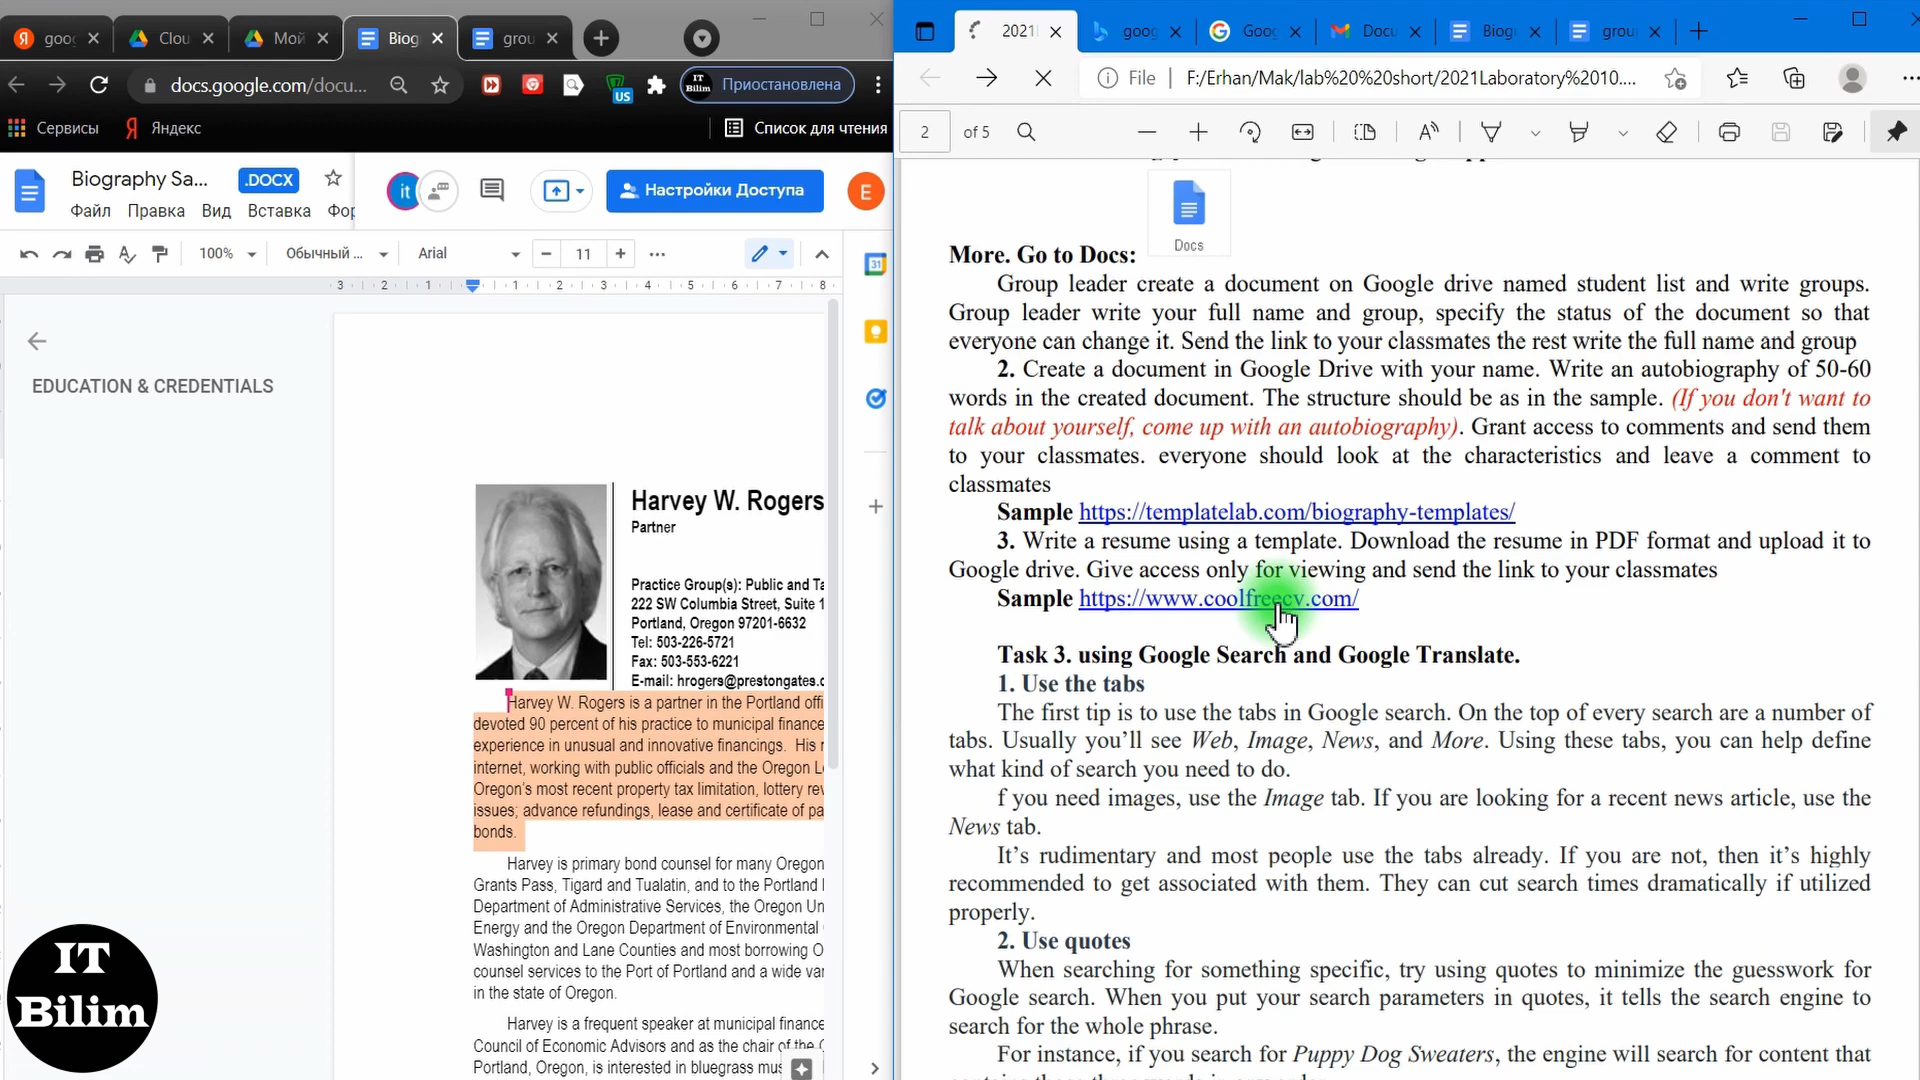 goo
Clou
Мой
Biog
grou
docs.google.com/docu...
US
IT Bilim
Приостановлена
Сервисы
Яндекс
Список для чтения
Biography Sa...
.DOCX
it
Настройки Доступа
E
Файл Правка Вид Вставка Фор
100%
Обычный ...
Arial
11
3 2 1 1 2 3 4 5 6 7 8
31
EDUCATION & CREDENTIALS
Harvey W. Rogers
Partner
Practice Group(s): Public and Ta
222 SW Columbia Street, Suite 1
Portland, Oregon 97201-6632
Tel: 503-226-5721
Fax: 503-553-6221
E-mail: hrogers@prestongates.c
Harvey W. Rogers is a partner in the Portland offi
devoted 90 percent of his practice to municipal finance
experience in unusual and innovative financings. His r
internet, working with public officials and the Oregon Le
Oregon's most recent property tax limitation, lottery rev
issues; advance refundings, lease and certificate of pa
bonds.
Harvey is primary bond counsel for many Oregon
Grants Pass, Tigard and Tualatin, and to the Portland
Department of Administrative Services, the Oregon Un
Energy and the Oregon Department of Environmental
Washington and Lane Counties and most borrowing O
counsel services to the Port of Portland and a wide var
in the state of Oregon.
Harvey is a frequent speaker at municipal finance
Council of Economic Advisors and as the chair of the
Portland, Oregon, is interested in bluegrass mus
IT
Bilim
2021
goog
Goog
Docu
Biog
grou
File
F:/Erhan/Mak/lab%20%20short/2021Laboratory%2010....
2 of 5
Docs
More. Go to Docs:
Group leader create a document on Google drive named student list and write groups.
Group leader write your full name and group, specify the status of the document so that
everyone can change it. Send the link to your classmates the rest write the full name and group
2. Create a document in Google Drive with your name. Write an autobiography of 50-60
words in the created document. The structure should be as in the sample. (If you don't want to
talk about yourself, come up with an autobiography). Grant access to comments and send them
to your classmates. everyone should look at the characteristics and leave a comment to
classmates
Sample https://templatelab.com/biography-templates/
3. Write a resume using a template. Download the resume in PDF format and upload it to
Google drive. Give access only for viewing and send the link to your classmates
Sample https://www.coolfreecv.com/
Task 3. using Google Search and Google Translate.
1. Use the tabs
The first tip is to use the tabs in Google search. On the top of every search are a number of
tabs. Usually you’ll see Web, Image, News, and More. Using these tabs, you can help define
what kind of search you need to do.
f you need images, use the Image tab. If you are looking for a recent news article, use the
News tab.
It’s rudimentary and most people use the tabs already. If you are not, then it’s highly
recommended to get associated with them. They can cut search times dramatically if utilized
properly.
2. Use quotes
When searching for something specific, try using quotes to minimize the guesswork for
Google search. When you put your search parameters in quotes, it tells the search engine to
search for the whole phrase.
For instance, if you search for Puppy Dog Sweaters, the engine will search for content that